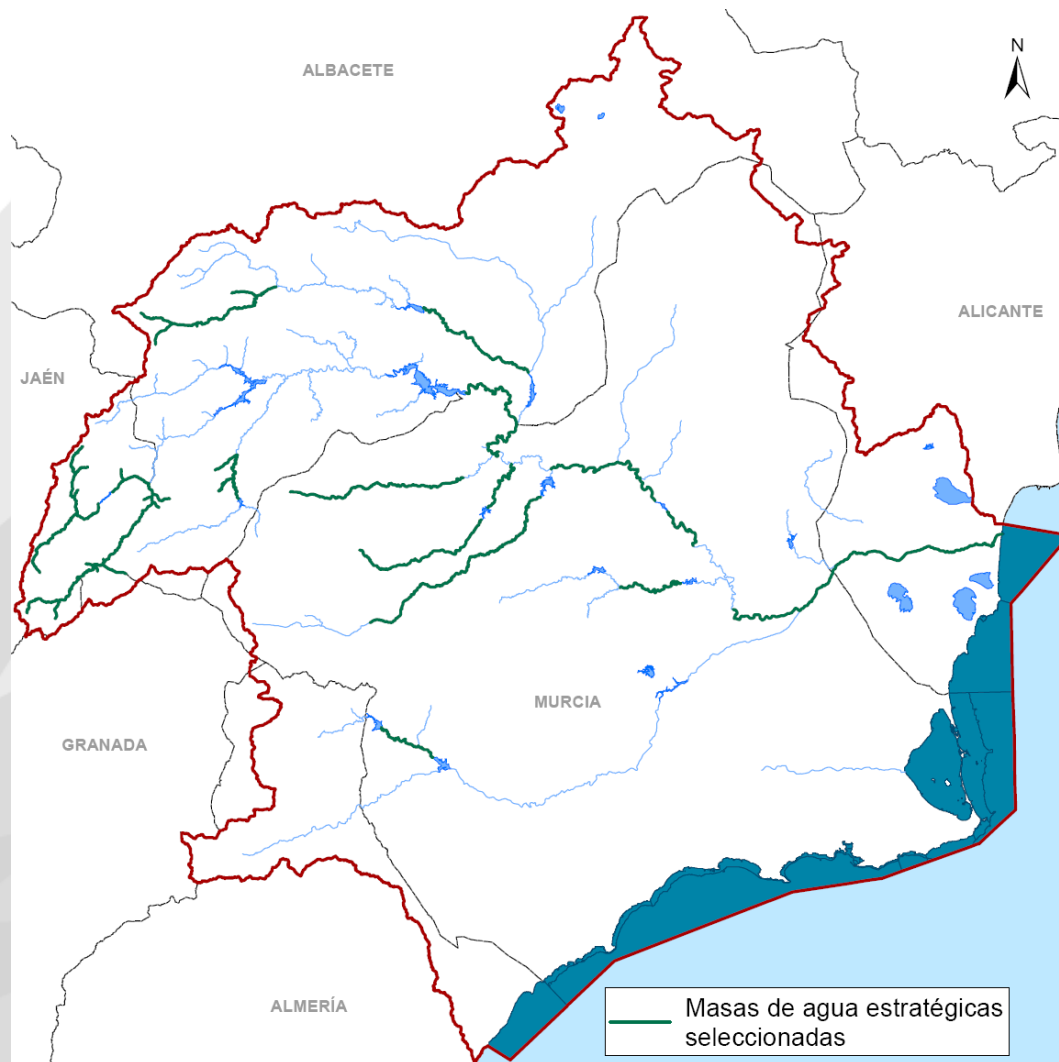 N
ALBACETE
ALICANTE
JAÉN
MURCIA
GRANADA
ALMERÍA
Masas de agua estratégicas
seleccionadas